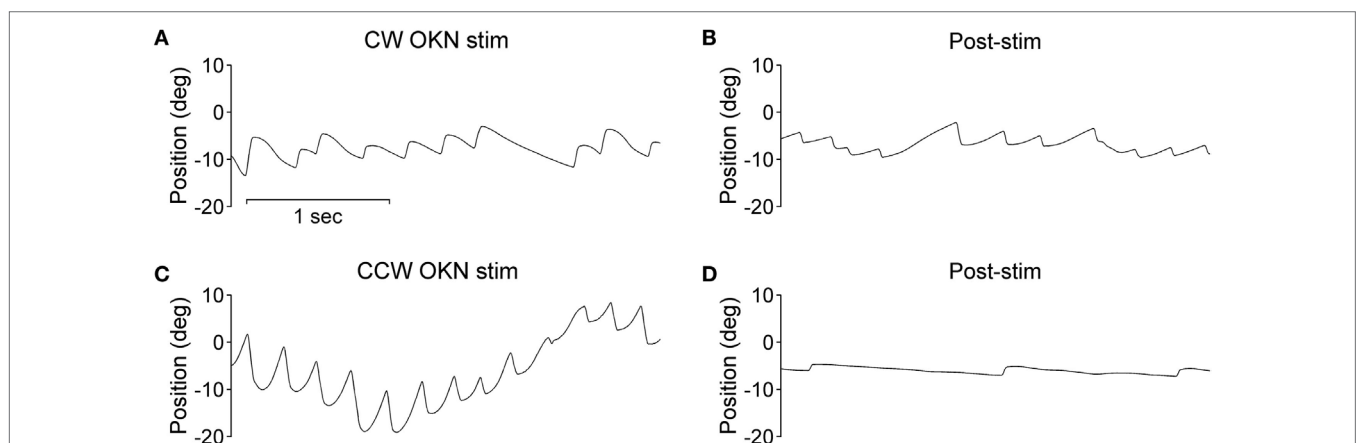 A
CW OKN stim
Position (deg)
10
0
-10
-20
1 sec
B
Post-stim
Position (deg)
10
0
-10
-20
C
CCW OKN stim
Position (deg)
10
0
-10
-20
D
Post-stim
Position (deg)
10
0
-10
-20